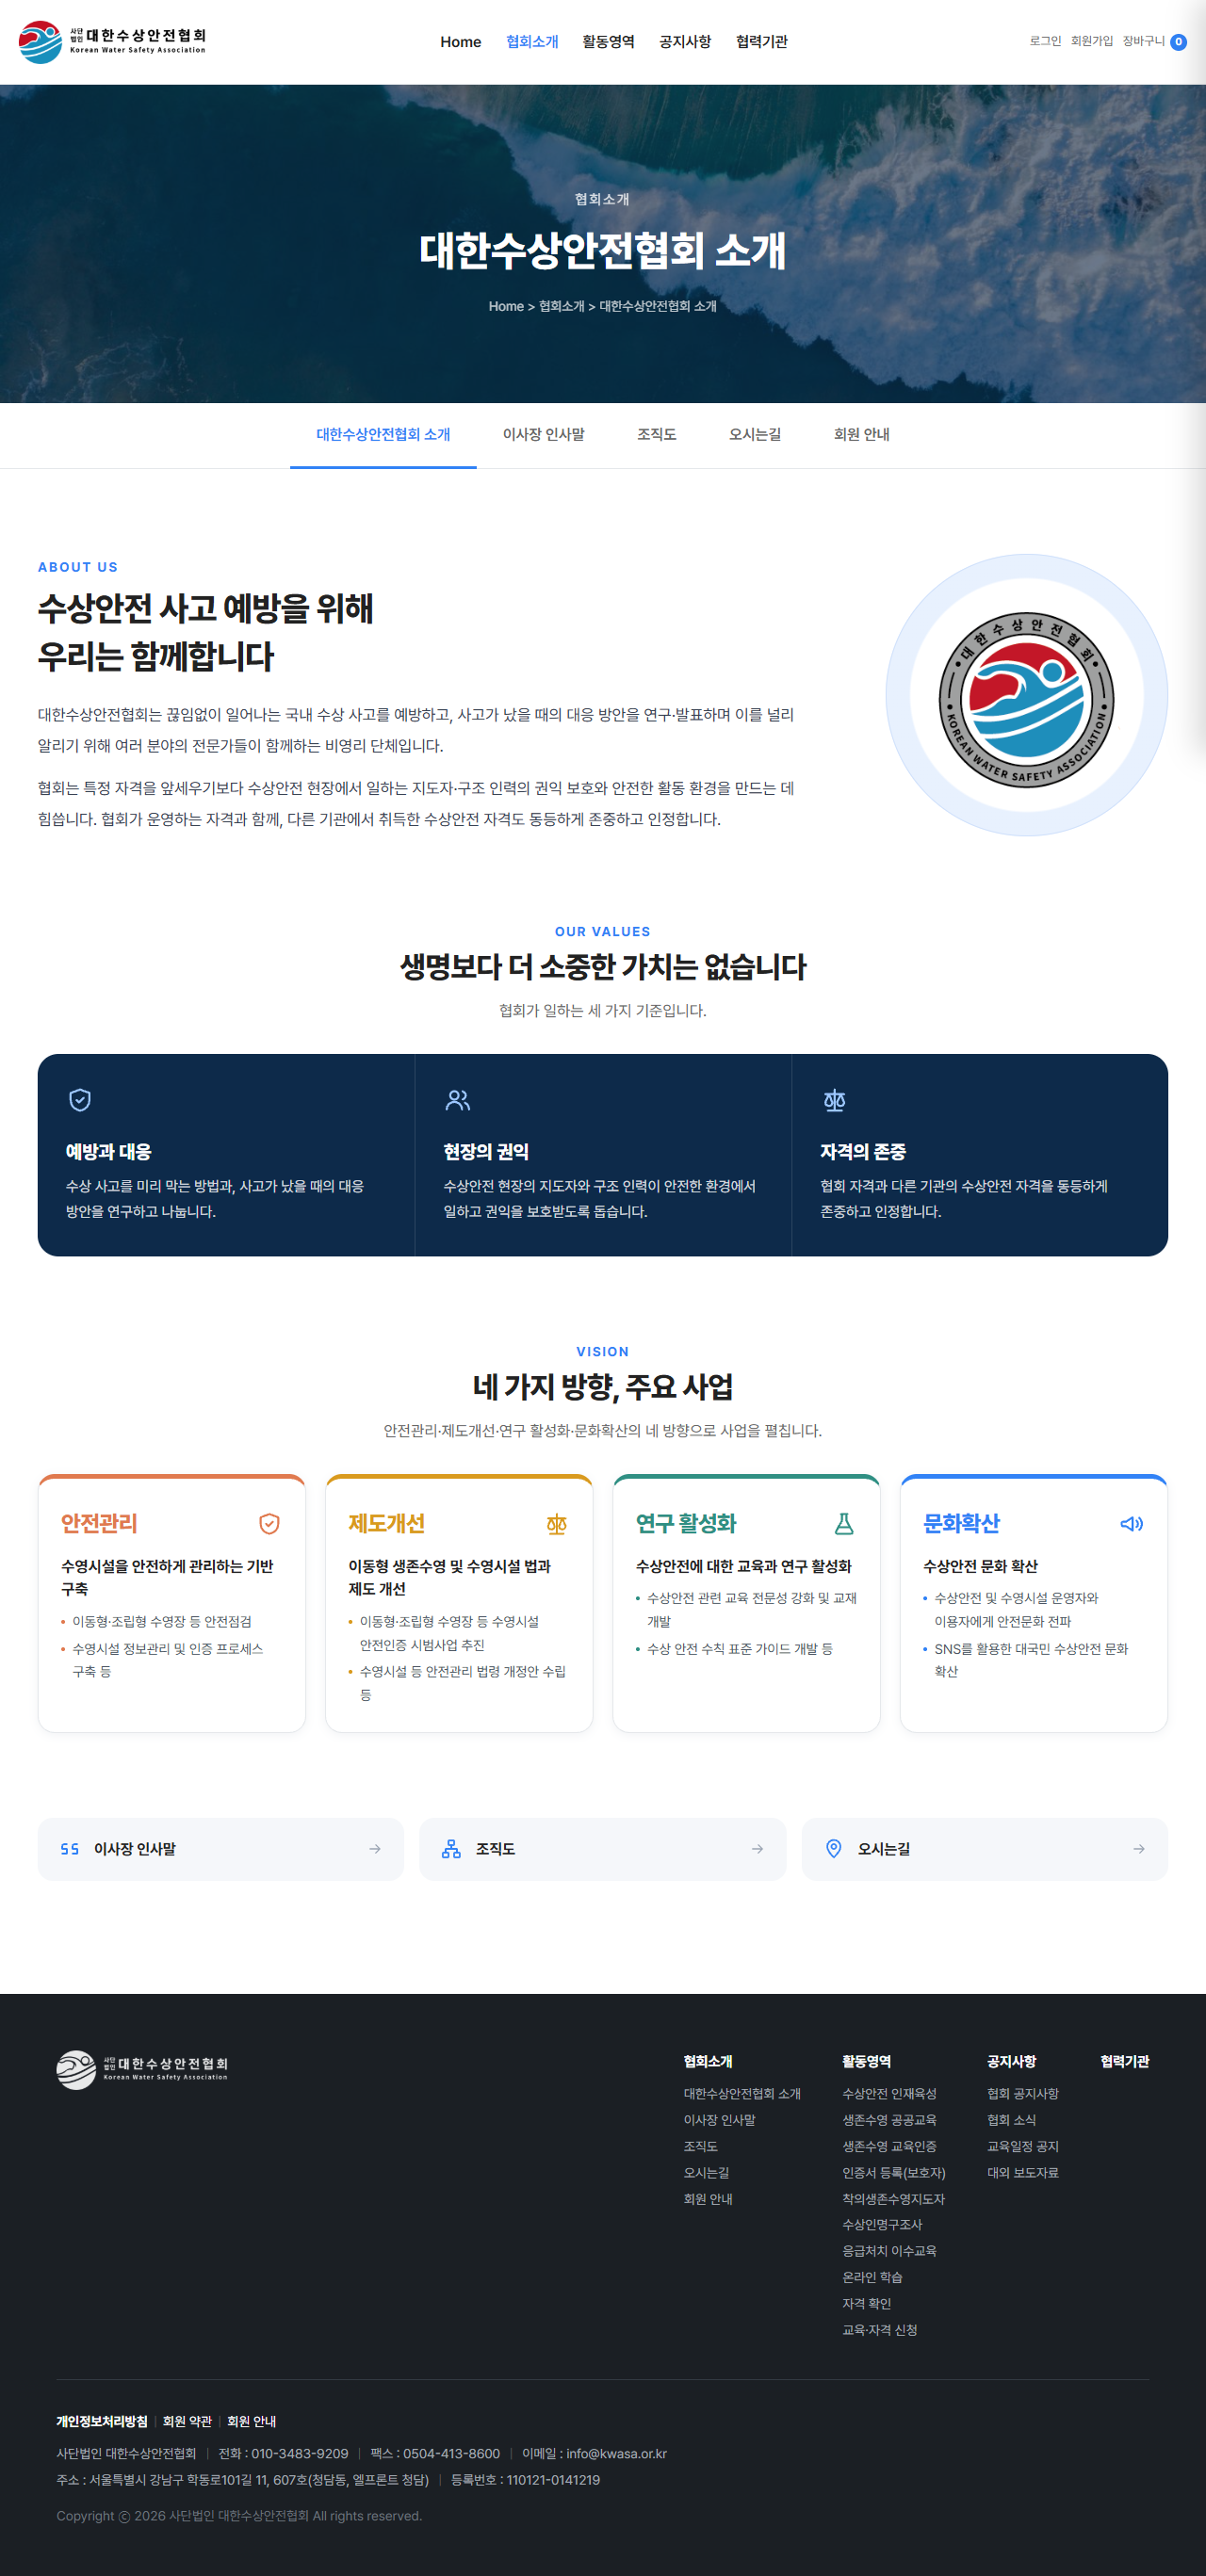 사단법인 대한수상안전협회
Korean Water Safety Association
Home 협회소개 활동영역 공지사항 협력기관
로그인 회원가입 장바구니 0
협회소개
대한수상안전협회 소개
Home > 협회소개 > 대한수상안전협회 소개
대한수상안전협회 소개 이사장 인사말 조직도 오시는길 회원 안내
ABOUT US
수상안전 사고 예방을 위해
우리는 함께합니다
대한수상안전협회는 끊임없이 일어나는 국내 수상 사고를 예방하고, 사고가 났을 때의 대응 방안을 연구·발표하며 이를 널리
알리기 위해 여러 분야의 전문가들이 함께하는 비영리 단체입니다.
협회는 특정 자격을 앞세우기보다 수상안전 현장에서 일하는 지도자·구조 인력의 권익 보호와 안전한 활동 환경을 만드는 데
힘씁니다. 협회가 운영하는 자격과 함께, 다른 기관에서 취득한 수상안전 자격도 동등하게 존중하고 인정합니다.
대한수상안전협회
KOREAN WATER SAFETY ASSOCIATION
OUR VALUES
생명보다 더 소중한 가치는 없습니다
협회가 일하는 세 가지 기준입니다.
예방과 대응
수상 사고를 미리 막는 방법과, 사고가 났을 때의 대응
방안을 연구하고 나눕니다.
현장의 권익
수상안전 현장의 지도자와 구조 인력이 안전한 환경에서
일하고 권익을 보호받도록 돕습니다.
자격의 존중
협회 자격과 다른 기관의 수상안전 자격을 동등하게
존중하고 인정합니다.
VISION
네 가지 방향, 주요 사업
안전관리·제도개선·연구 활성화·문화확산의 네 방향으로 사업을 펼칩니다.
안전관리
수영시설을 안전하게 관리하는 기반
구축
이동형·조립형 수영장 등 안전점검
수영시설 정보관리 및 인증 프로세스
구축 등
제도개선
이동형 생존수영 및 수영시설 법과
제도 개선
이동형·조립형 수영장 등 수영시설
안전인증 시범사업 추진
수영시설 등 안전관리 법령 개정안 수립
등
연구 활성화
수상안전에 대한 교육과 연구 활성화
수상안전 관련 교육 전문성 강화 및 교재
개발
수상 안전 수칙 표준 가이드 개발 등
문화확산
수상안전 문화 확산
수상안전 및 수영시설 운영자와
이용자에게 안전문화 전파
SNS를 활용한 대국민 수상안전 문화
확산
이사장 인사말 →
조직도 →
오시는길 →
사단법인 대한수상안전협회
Korean Water Safety Association
협회소개
대한수상안전협회 소개
이사장 인사말
조직도
오시는길
회원 안내
활동영역
수상안전 인재육성
생존수영 공공교육
생존수영 교육인증
인증서 등록(보호자)
착의생존수영지도자
수상인명구조사
응급처치 이수교육
온라인 학습
자격 확인
교육·자격 신청
공지사항
협회 공지사항
협회 소식
교육일정 공지
대외 보도자료
협력기관
개인정보처리방침 | 회원 약관 | 회원 안내
사단법인 대한수상안전협회 | 전화 : 010-3483-9209 | 팩스 : 0504-413-8600 | 이메일 : info@kwasa.or.kr
주소 : 서울특별시 강남구 학동로101길 11, 607호(청담동, 엘프론트 청담) | 등록번호 : 110121-0141219
Copyright ⓒ 2026 사단법인 대한수상안전협회 All rights reserved.